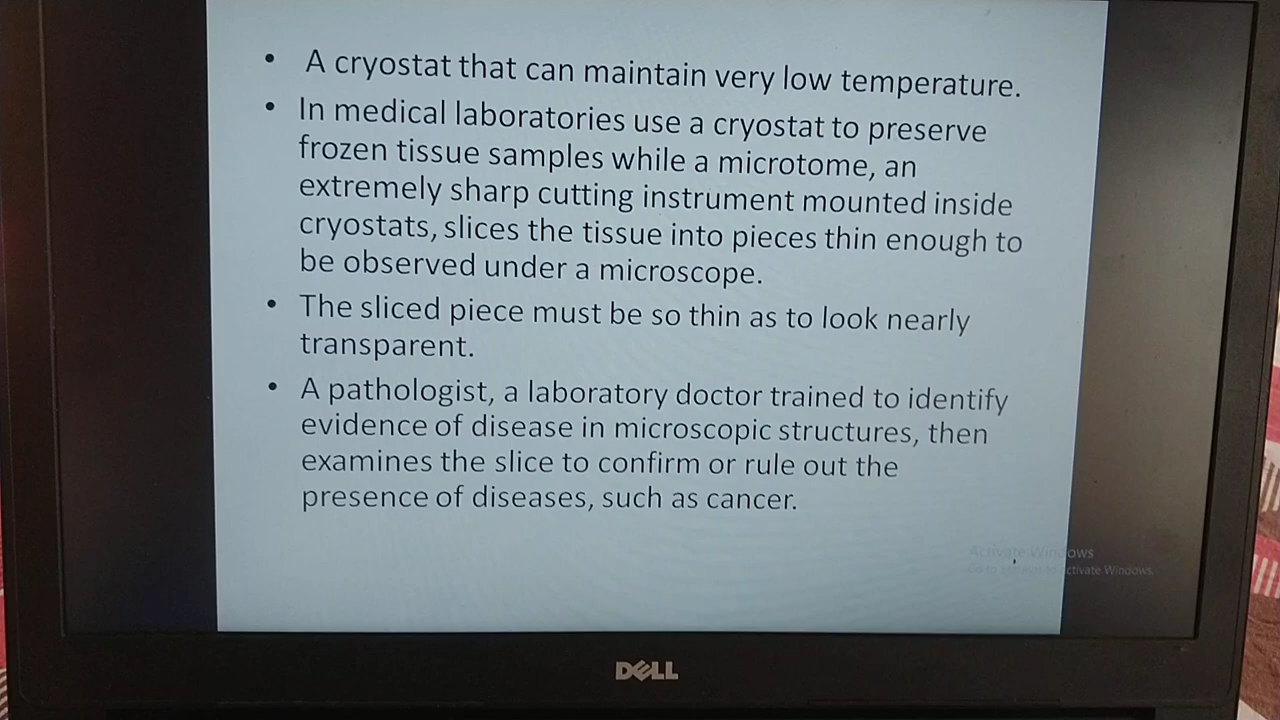 • A cryostat that can maintain very low temperature.
• In medical laboratories use a cryostat to preserve
frozen tissue samples while a microtome, an
extremely sharp cutting instrument mounted inside
cryostats, slices the tissue into pieces thin enough to
be observed under a microscope.
• The sliced piece must be so thin as to look nearly
transparent.
• A pathologist, a laboratory doctor trained to identify
evidence of disease in microscopic structures, then
examines the slice to confirm or rule out the
presence of diseases, such as cancer.
Activate Windows
Activate Windows.
DELL